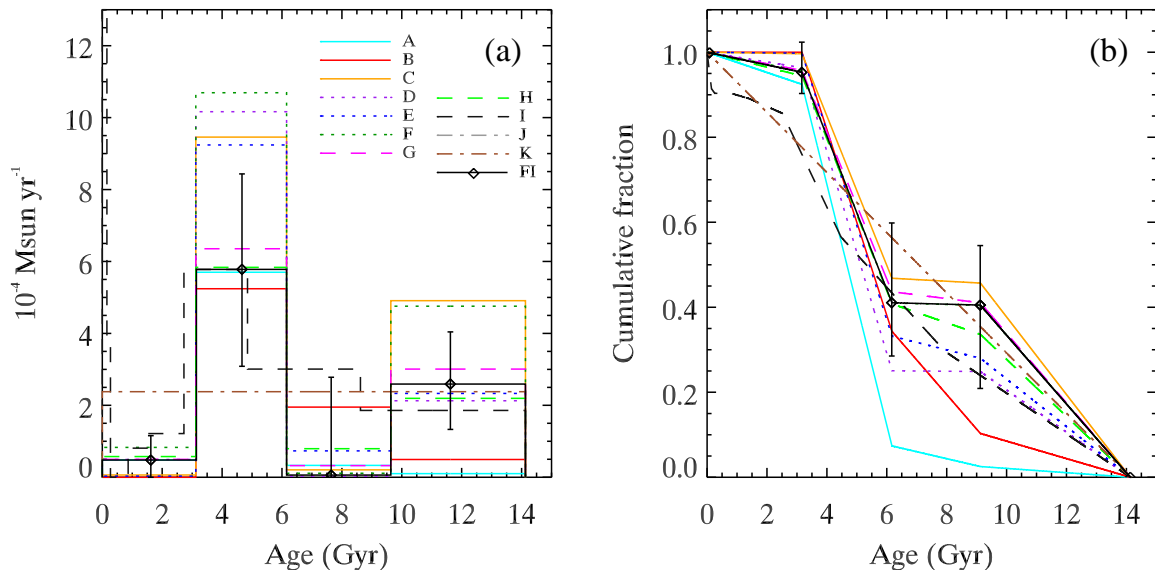 (a)
12
10
8
6
4
2
0
10⁻⁴ Msun yr⁻¹
A
B
C
D
E
F
G
H
I
J
K
FI
0 2 4 6 8 10 12 14
Age (Gyr)
(b)
1.0
0.8
0.6
0.4
0.2
0.0
Cumulative fraction
0 2 4 6 8 10 12 14
Age (Gyr)